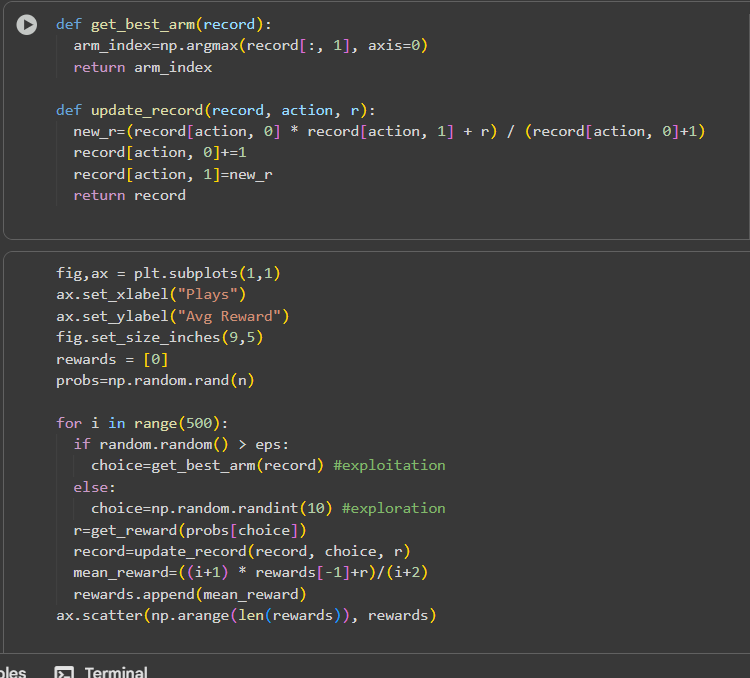 def get_best_arm(record):
  arm_index=np.argmax(record[:, 1], axis=0)
  return arm_index

def update_record(record, action, r):
  new_r=(record[action, 0] * record[action, 1] + r) / (record[action, 0]+1)
  record[action, 0]+=1
  record[action, 1]=new_r
  return record

fig,ax = plt.subplots(1,1)
ax.set_xlabel("Plays")
ax.set_ylabel("Avg Reward")
fig.set_size_inches(9,5)
rewards = [0]
probs=np.random.rand(n)

for i in range(500):
  if random.random() > eps:
    choice=get_best_arm(record) #exploitation
  else:
    choice=np.random.randint(10) #exploration
  r=get_reward(probs[choice])
  record=update_record(record, choice, r)
  mean_reward=((i+1) * rewards[-1]+r)/(i+2)
  rewards.append(mean_reward)
ax.scatter(np.arange(len(rewards)), rewards)
Terminal